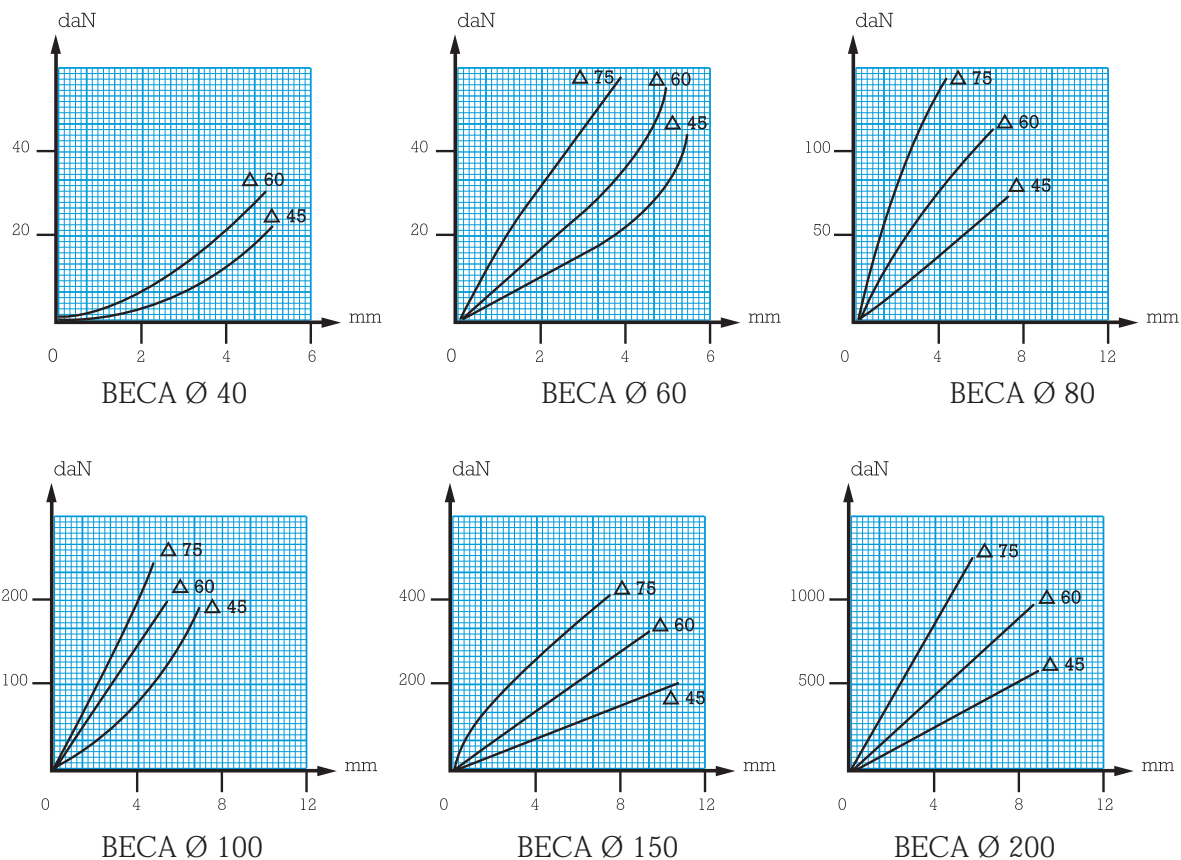 daN
40
20
△ 60
△ 45
mm
0 2 4 6
BECA Ø 40
daN
40
20
△ 75
△ 60
△ 45
mm
0 2 4 6
BECA Ø 60
daN
100
50
△ 75
△ 60
△ 45
mm
0 4 8 12
BECA Ø 80
daN
200
100
△ 75
△ 60
△ 45
mm
0 4 8 12
BECA Ø 100
daN
400
200
△ 75
△ 60
△ 45
mm
0 4 8 12
BECA Ø 150
daN
1000
500
△ 75
△ 60
△ 45
mm
0 4 8 12
BECA Ø 200